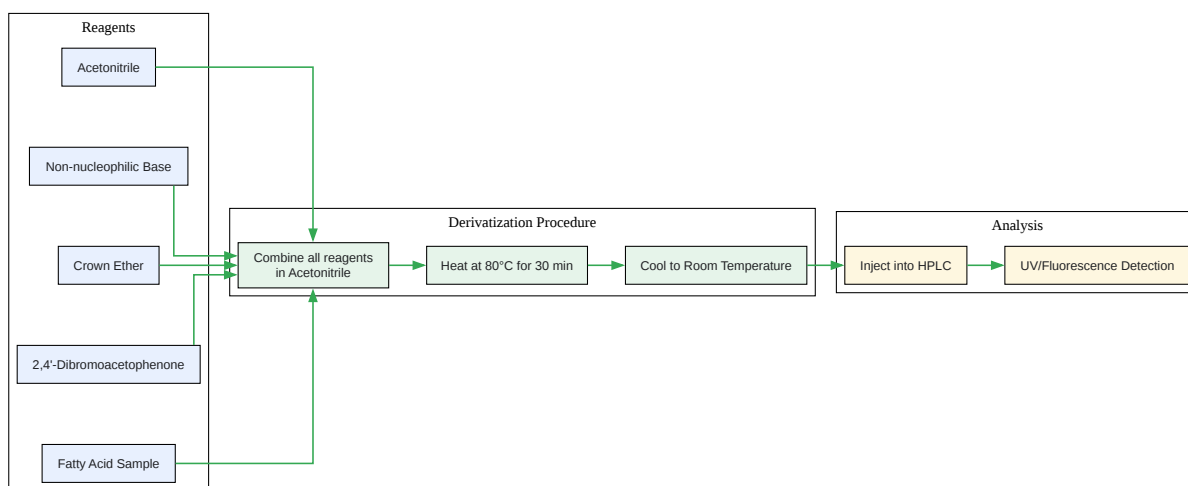 Reagents
Acetonitrile
Non-nucleophilic Base
Crown Ether
2,4'-Dibromoacetophenone
Fatty Acid Sample
Derivatization Procedure
Combine all reagents
in Acetonitrile
Heat at 80°C for 30 min
Cool to Room Temperature
Analysis
Inject into HPLC
UV/Fluorescence Detection